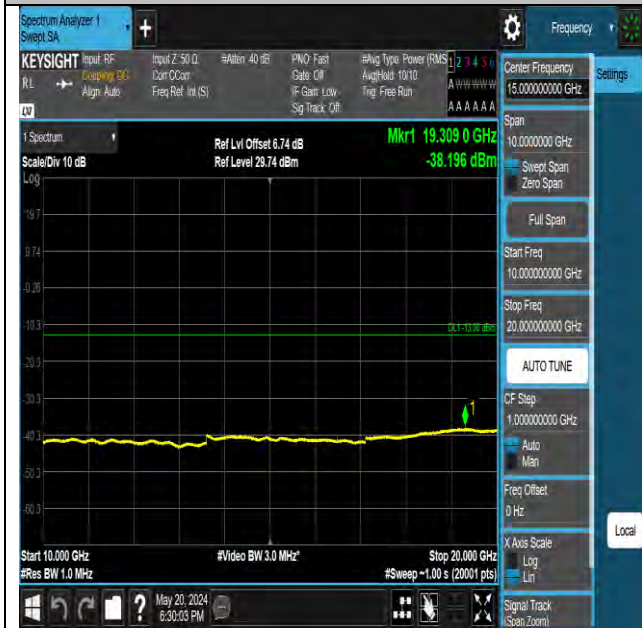 Spectrum Analyzer 1
Swept SA
+
Frequency
KEYSIGHT Input: RF
RL
Coupling: DC
Align: Auto
Input Z: 50 Ω
Corr CCorr
Freq Ref: Int (S)
#Atten: 40 dB
PNO: Fast
Gate: Off
IF Gain: Low
Sig Track: Off
#Avg Type: Power (RMS)
Avg|Hold: 10/10
Trig: Free Run
1 2 3 4 5 6
A W W W W W
A A A A A A
1 Spectrum
Scale/Div 10 dB
Log
Ref Lvl Offset 6.74 dB
Ref Level 29.74 dBm
Mkr1 19.309 0 GHz
-38.196 dBm
19.7
9.74
-0.26
-10.3
DL1 -13.00 dBm
-20.3
-30.3
1
-40.3
-50.3
-60.3
Start 10.000 GHz
#Res BW 1.0 MHz
#Video BW 3.0 MHz*
Stop 20.000 GHz
#Sweep ~1.00 s (20001 pts)
May 20, 2024
6:30:03 PM
?
Center Frequency
15.000000000 GHz
Settings
Span
10.0000000 GHz
Swept Span
Zero Span
Full Span
Start Freq
10.000000000 GHz
Stop Freq
20.000000000 GHz
AUTO TUNE
CF Step
1.000000000 GHz
Auto
Man
Freq Offset
0 Hz
Local
X Axis Scale
Log
Lin
Signal Track
(Span Zoom)